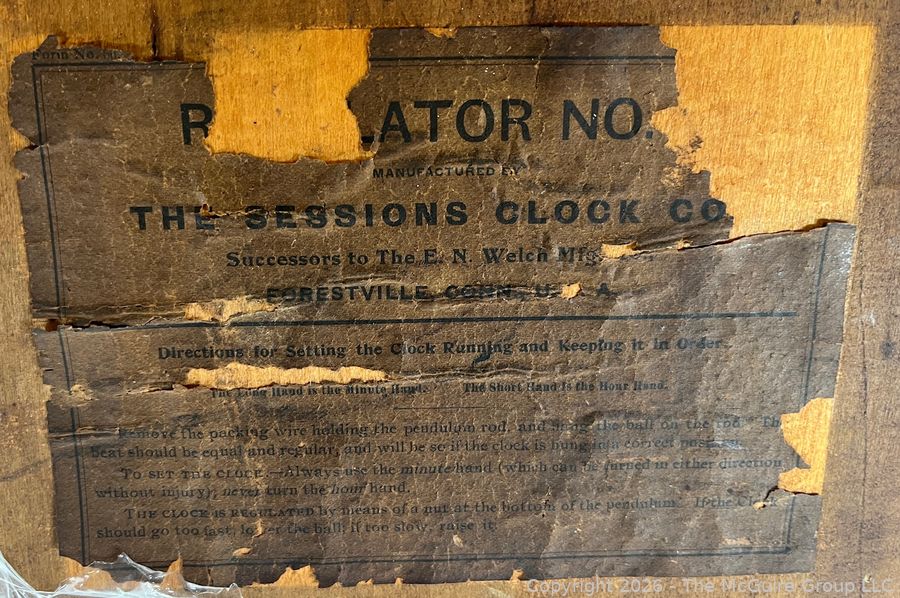 Form No.
R LATOR NO.
MANUFACTURED BY
THE SESSIONS CLOCK CO
Successors to The E. N. Welch Mfg.
FORESTVILLE CONN., U. A.
Directions for Setting the Clock Running and Keeping it in Order
The Long Hand is the Minute Hand. The Short Hand is the Hour Hand.
Remove the packing wire holding the pendulum rod, and hang the ball on the rod. Th
beat should be equal and regular, and will be so if the clock is hung in a correct position.
TO SET THE CLOCK.—Always use the minute hand (which can be turned in either direction
without injury); never turn the hour hand.
THE CLOCK IS REGULATED by means of a nut at the bottom of the pendulum. If the Clock
should go too fast, lower the ball; if too slow, raise it.
Copyright 2026 - The McGuire Group LLC